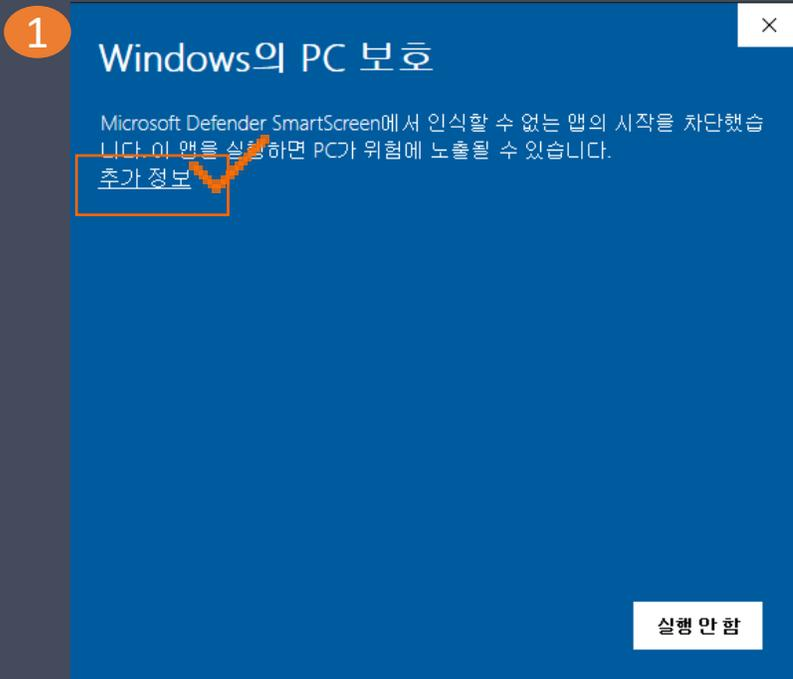 1
Windows의 PC 보호
Microsoft Defender SmartScreen에서 인식할 수 없는 앱의 시작을 차단했습
니다. 이 앱을 실행하면 PC가 위험에 노출될 수 있습니다.
추가 정보
실행 안 함